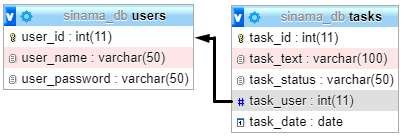 v sinama_db users
user_id : int(11)
user_name : varchar(50)
user_password : varchar(50)
v sinama_db tasks
task_id : int(11)
task_text : varchar(100)
task_status : varchar(50)
# task_user : int(11)
task_date : date